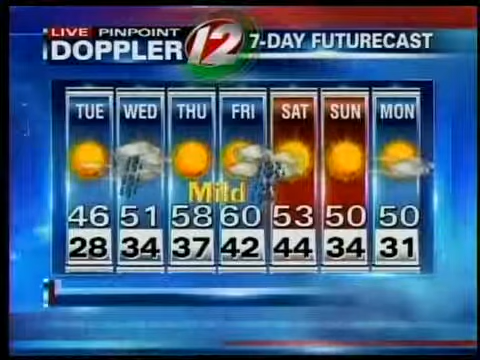 LIVE PINPOINT
DOPPLER 12 7-DAY FUTURECAST
TUE WED THU FRI SAT SUN MON
Mild
46 51 58 60 53 50 50
28 34 37 42 44 34 31